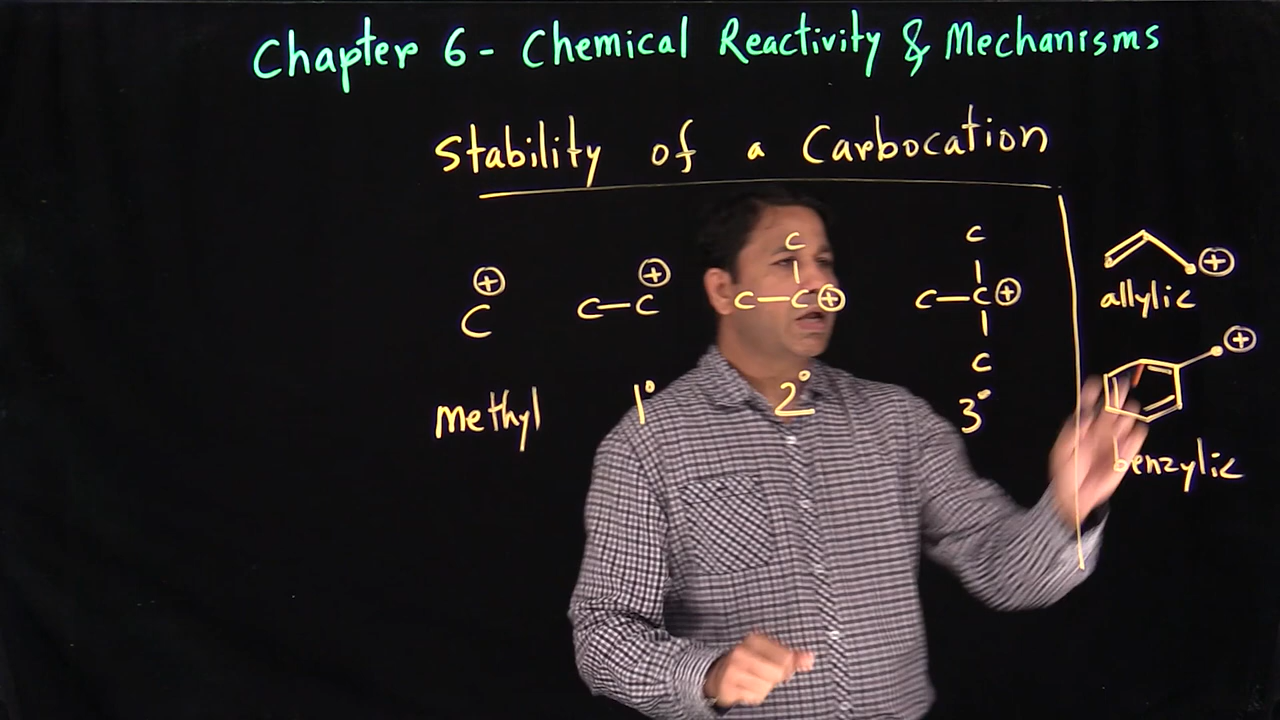 Chapter 6 - Chemical Reactivity & Mechanisms
Stability of a Carbocation
C ⊕
C—C ⊕
C
C—C ⊕
C
C—C ⊕
C
⊕
allylic
⊕
methyl 1° 2° 3°
benzylic